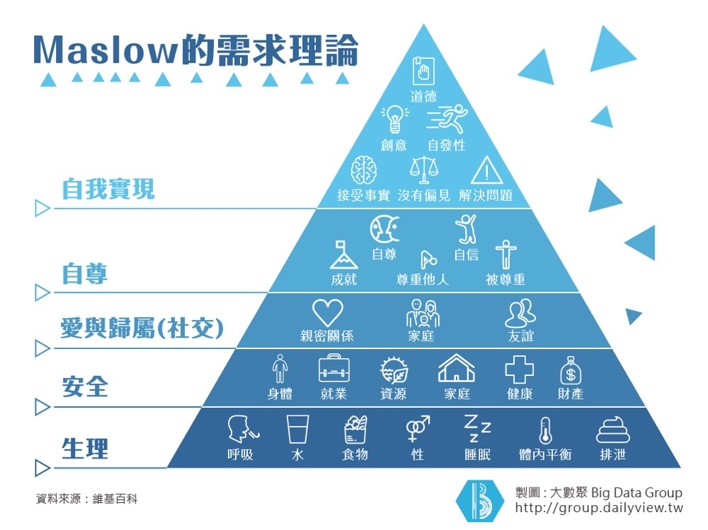 Maslow的需求理論
道德
創意 自發性
接受事實 沒有偏見 解決問題
自我實現
自尊 自信
成就 尊重他人 被尊重
自尊
親密關係 家庭 友誼
愛與歸屬(社交)
身體 就業 資源 家庭 健康 財產
安全
呼吸 水 食物 性 睡眠 體內平衡 排泄
生理
資料來源：維基百科
製圖：大數聚 Big Data Group
http://group.dailyview.tw